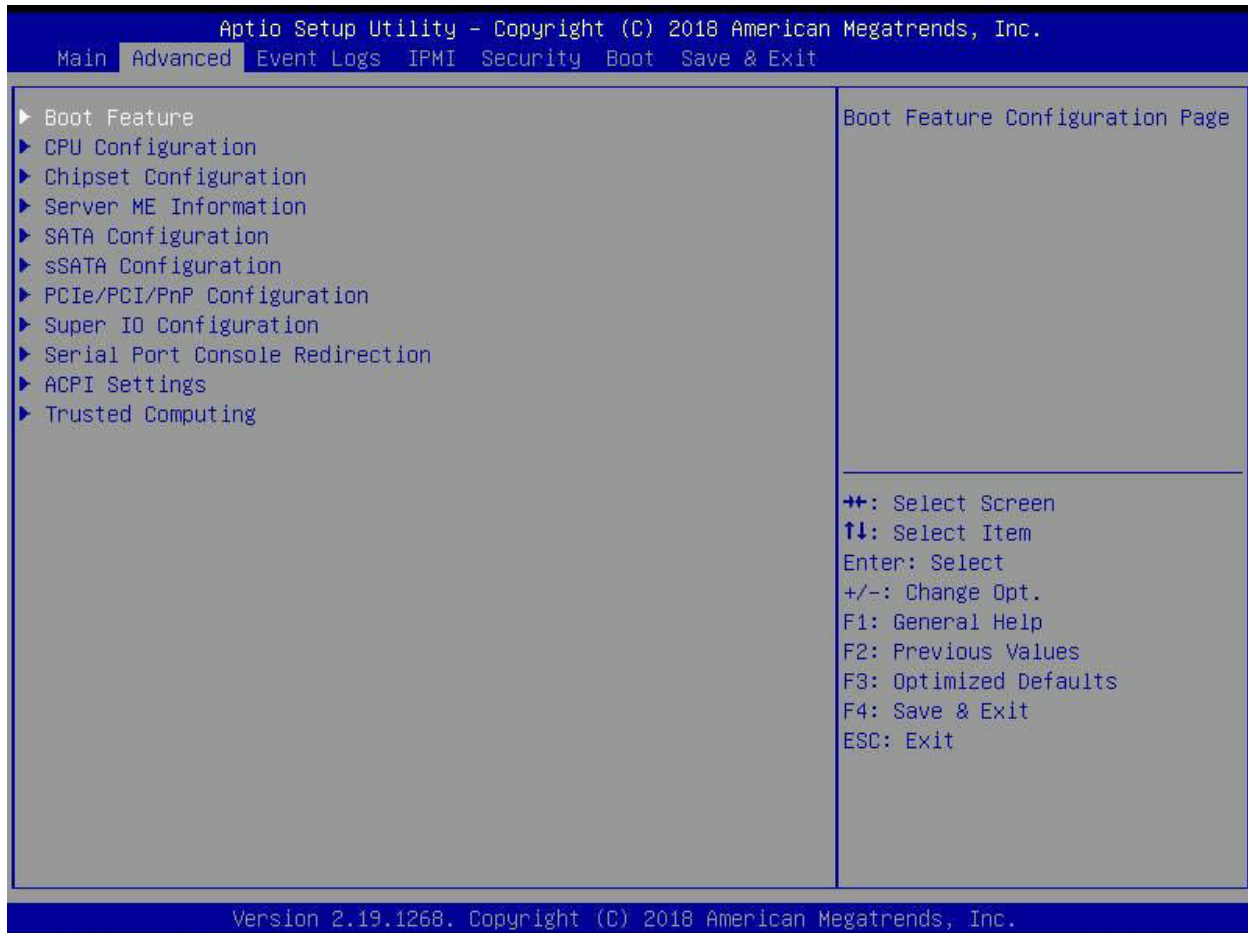 Aptio Setup Utility – Copyright (C) 2018 American Megatrends, Inc.
Main Advanced Event Logs IPMI Security Boot Save & Exit
▶ Boot Feature
▶ CPU Configuration
▶ Chipset Configuration
▶ Server ME Information
▶ SATA Configuration
▶ sSATA Configuration
▶ PCIe/PCI/PnP Configuration
▶ Super IO Configuration
▶ Serial Port Console Redirection
▶ ACPI Settings
▶ Trusted Computing
Boot Feature Configuration Page
→←: Select Screen
↑↓: Select Item
Enter: Select
+/-: Change Opt.
F1: General Help
F2: Previous Values
F3: Optimized Defaults
F4: Save & Exit
ESC: Exit
Version 2.19.1268. Copyright (C) 2018 American Megatrends, Inc.